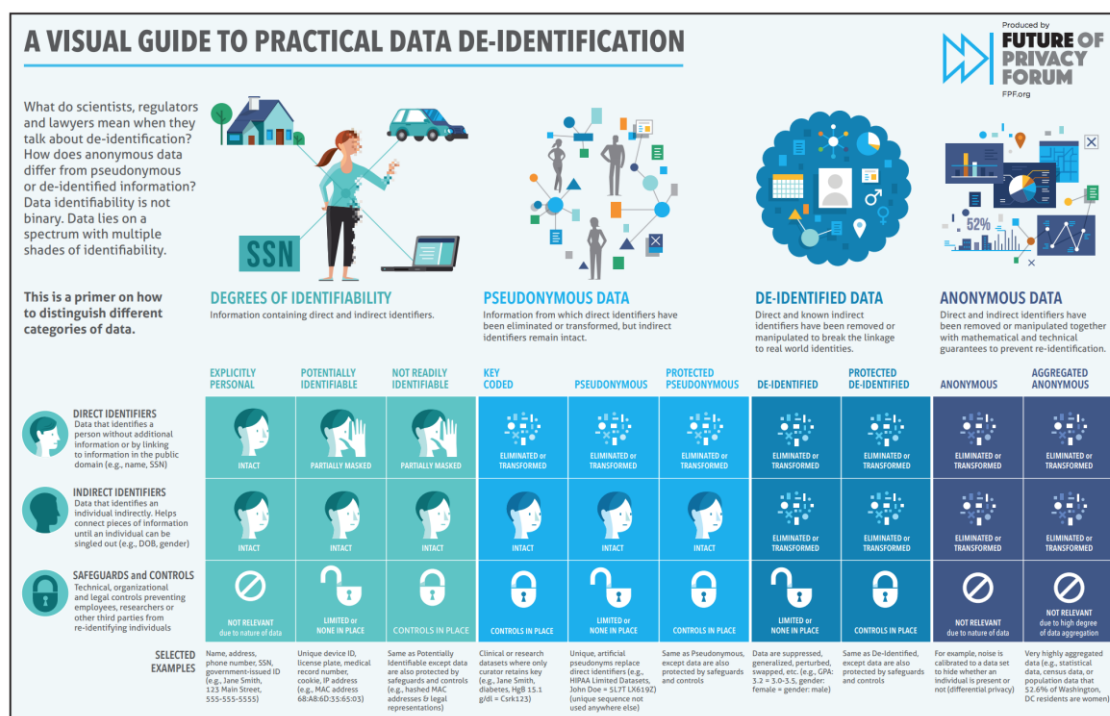 A VISUAL GUIDE TO PRACTICAL DATA DE-IDENTIFICATION
Produced by
FUTURE OF
PRIVACY
FORUM
FPF.org
What do scientists, regulators
and lawyers mean when they
talk about de-identification?
How does anonymous data
differ from pseudonymous
or de-identified information?
Data identifiability is not
binary. Data lies on a
spectrum with multiple
shades of identifiability.
This is a primer on how
to distinguish different
categories of data.
SSN
52%
DEGREES OF IDENTIFIABILITY
Information containing direct and indirect identifiers.
PSEUDONYMOUS DATA
Information from which direct identifiers have
been eliminated or transformed, but indirect
identifiers remain intact.
DE-IDENTIFIED DATA
Direct and known indirect
identifiers have been removed or
manipulated to break the linkage
to real world identities.
ANONYMOUS DATA
Direct and indirect identifiers have
been removed or manipulated together
with mathematical and technical
guarantees to prevent re-identification.
EXPLICITLY
PERSONAL
POTENTIALLY
IDENTIFIABLE
NOT READILY
IDENTIFIABLE
KEY
CODED
PSEUDONYMOUS
PROTECTED
PSEUDONYMOUS
DE-IDENTIFIED
PROTECTED
DE-IDENTIFIED
ANONYMOUS
AGGREGATED
ANONYMOUS
DIRECT IDENTIFIERS
Data that identifies a
person without additional
information or by linking
to information in the public
domain (e.g., name, SSN)
INTACT
PARTIALLY MASKED
PARTIALLY MASKED
ELIMINATED or
TRANSFORMED
ELIMINATED or
TRANSFORMED
ELIMINATED or
TRANSFORMED
ELIMINATED or
TRANSFORMED
ELIMINATED or
TRANSFORMED
ELIMINATED or
TRANSFORMED
ELIMINATED or
TRANSFORMED
INDIRECT IDENTIFIERS
Data that identifies an
individual indirectly. Helps
connect pieces of information
until an individual can be
singled out (e.g., DOB, gender)
INTACT
INTACT
INTACT
INTACT
INTACT
INTACT
ELIMINATED or
TRANSFORMED
ELIMINATED or
TRANSFORMED
ELIMINATED or
TRANSFORMED
ELIMINATED or
TRANSFORMED
SAFEGUARDS and CONTROLS
Technical, organizational
and legal controls preventing
employees, researchers or
other third parties from
re-identifying individuals
NOT RELEVANT
due to nature of data
LIMITED or
NONE IN PLACE
CONTROLS IN PLACE
CONTROLS IN PLACE
LIMITED or
NONE IN PLACE
CONTROLS IN PLACE
LIMITED or
NONE IN PLACE
CONTROLS IN PLACE
NOT RELEVANT
due to nature of data
NOT RELEVANT
due to high degree
of data aggregation
SELECTED
EXAMPLES
Name, address,
phone number, SSN,
government-issued ID
(e.g., Jane Smith,
123 Main Street,
555-555-5555)
Unique device ID,
license plate, medical
record number,
cookie, IP address
(e.g., MAC address
68:A8:6D:35:65:03)
Same as Potentially
Identifiable except data
are also protected by
safeguards and controls
(e.g., hashed MAC
addresses & legal
representations)
Clinical or research
datasets where only
curator retains key
(e.g., Jane Smith,
diabetes, HgB 15.1
g/dl = Csrk123)
Unique, artificial
pseudonyms replace
direct identifiers (e.g.,
HIPAA Limited Datasets,
John Doe = 5L7T LX619Z)
(unique sequence not
used anywhere else)
Same as Pseudonymous,
except data are also
protected by safeguards
and controls
Data are suppressed,
generalized, perturbed,
swapped, etc. (e.g., GPA:
3.2 = 3.0-3.5, gender:
female = gender: male)
Same as De-Identified,
except data are also
protected by safeguards
and controls
For example, noise is
calibrated to a data set
to hide whether an
individual is present or
not (differential privacy)
Very highly aggregated
data (e.g., statistical
data, census data, or
population data that
52.6% of Washington,
DC residents are women)